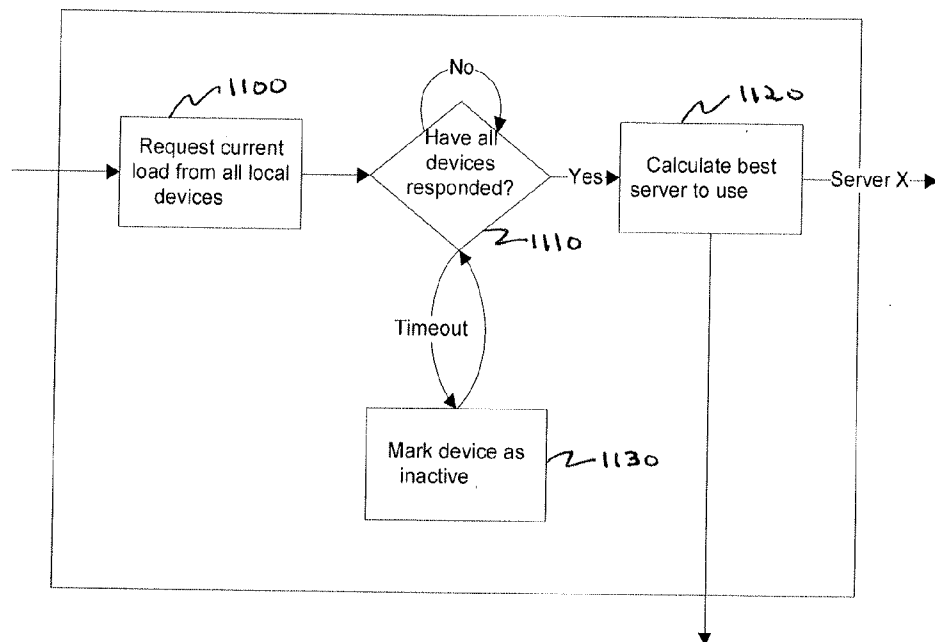 No
1100
1120
Request current
load from all local
devices
Have all
devices
responded?
Yes
Calculate best
server to use
Server X
1110
Timeout
Mark device as
inactive
1130